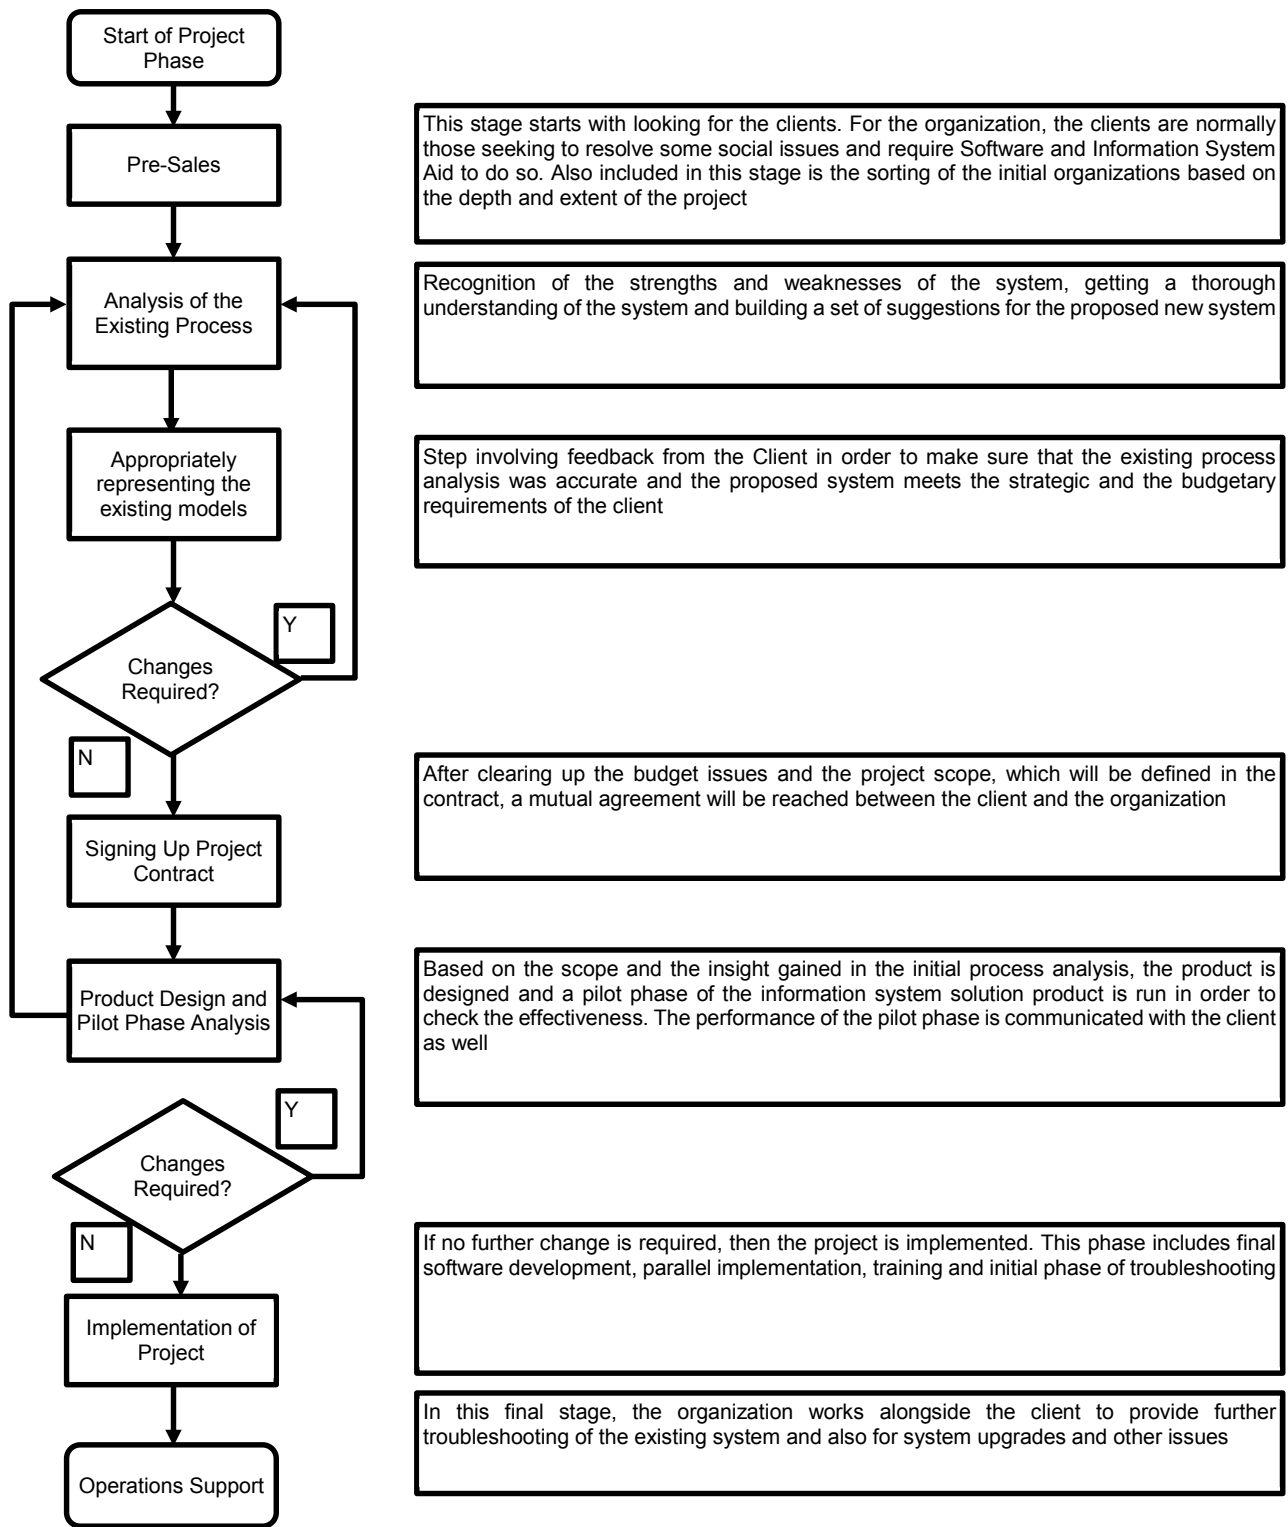 Start of Project
Phase
Pre-Sales
This stage starts with looking for the clients. For the organization, the clients are normally
those seeking to resolve some social issues and require Software and Information System
Aid to do so. Also included in this stage is the sorting of the initial organizations based on
the depth and extent of the project
Analysis of the
Existing Process
Recognition of the strengths and weaknesses of the system, getting a thorough
understanding of the system and building a set of suggestions for the proposed new system
Appropriately
representing the
existing models
Step involving feedback from the Client in order to make sure that the existing process
analysis was accurate and the proposed system meets the strategic and the budgetary
requirements of the client
Y
Changes
Required?
N
After clearing up the budget issues and the project scope, which will be defined in the
contract, a mutual agreement will be reached between the client and the organization
Signing Up Project
Contract
Product Design and
Pilot Phase Analysis
Based on the scope and the insight gained in the initial process analysis, the product is
designed and a pilot phase of the information system solution product is run in order to
check the effectiveness. The performance of the pilot phase is communicated with the client
as well
Y
Changes
Required?
N
If no further change is required, then the project is implemented. This phase includes final
software development, parallel implementation, training and initial phase of troubleshooting
Implementation of
Project
In this final stage, the organization works alongside the client to provide further
troubleshooting of the existing system and also for system upgrades and other issues
Operations Support